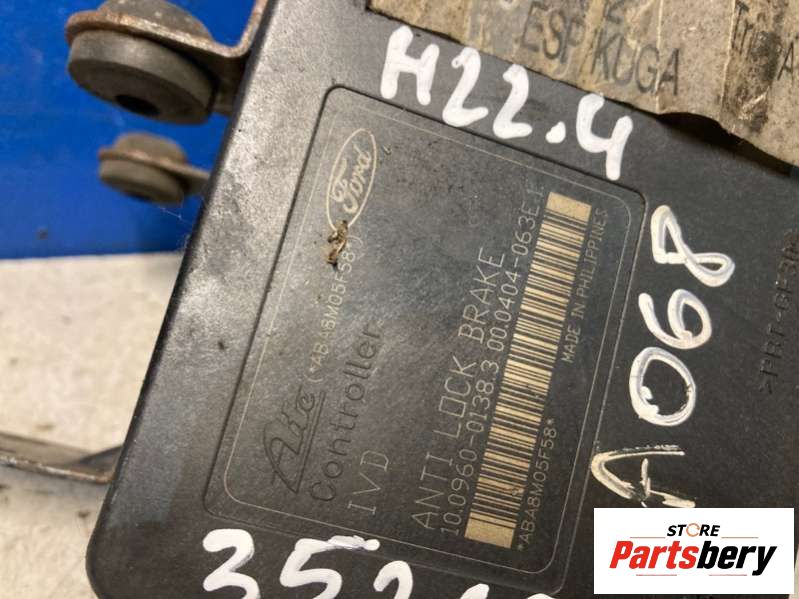 ESP KUGA
H22.4
Ford
Ate (*ABA8M05F58*)
Controller
IVD
ANTI LOCK BRAKE
10.0960-0138.3 00.0404-063E.1
*ABA8M05F58*
MADE IN PHILIPPINES
A068
STORE
Partsbery